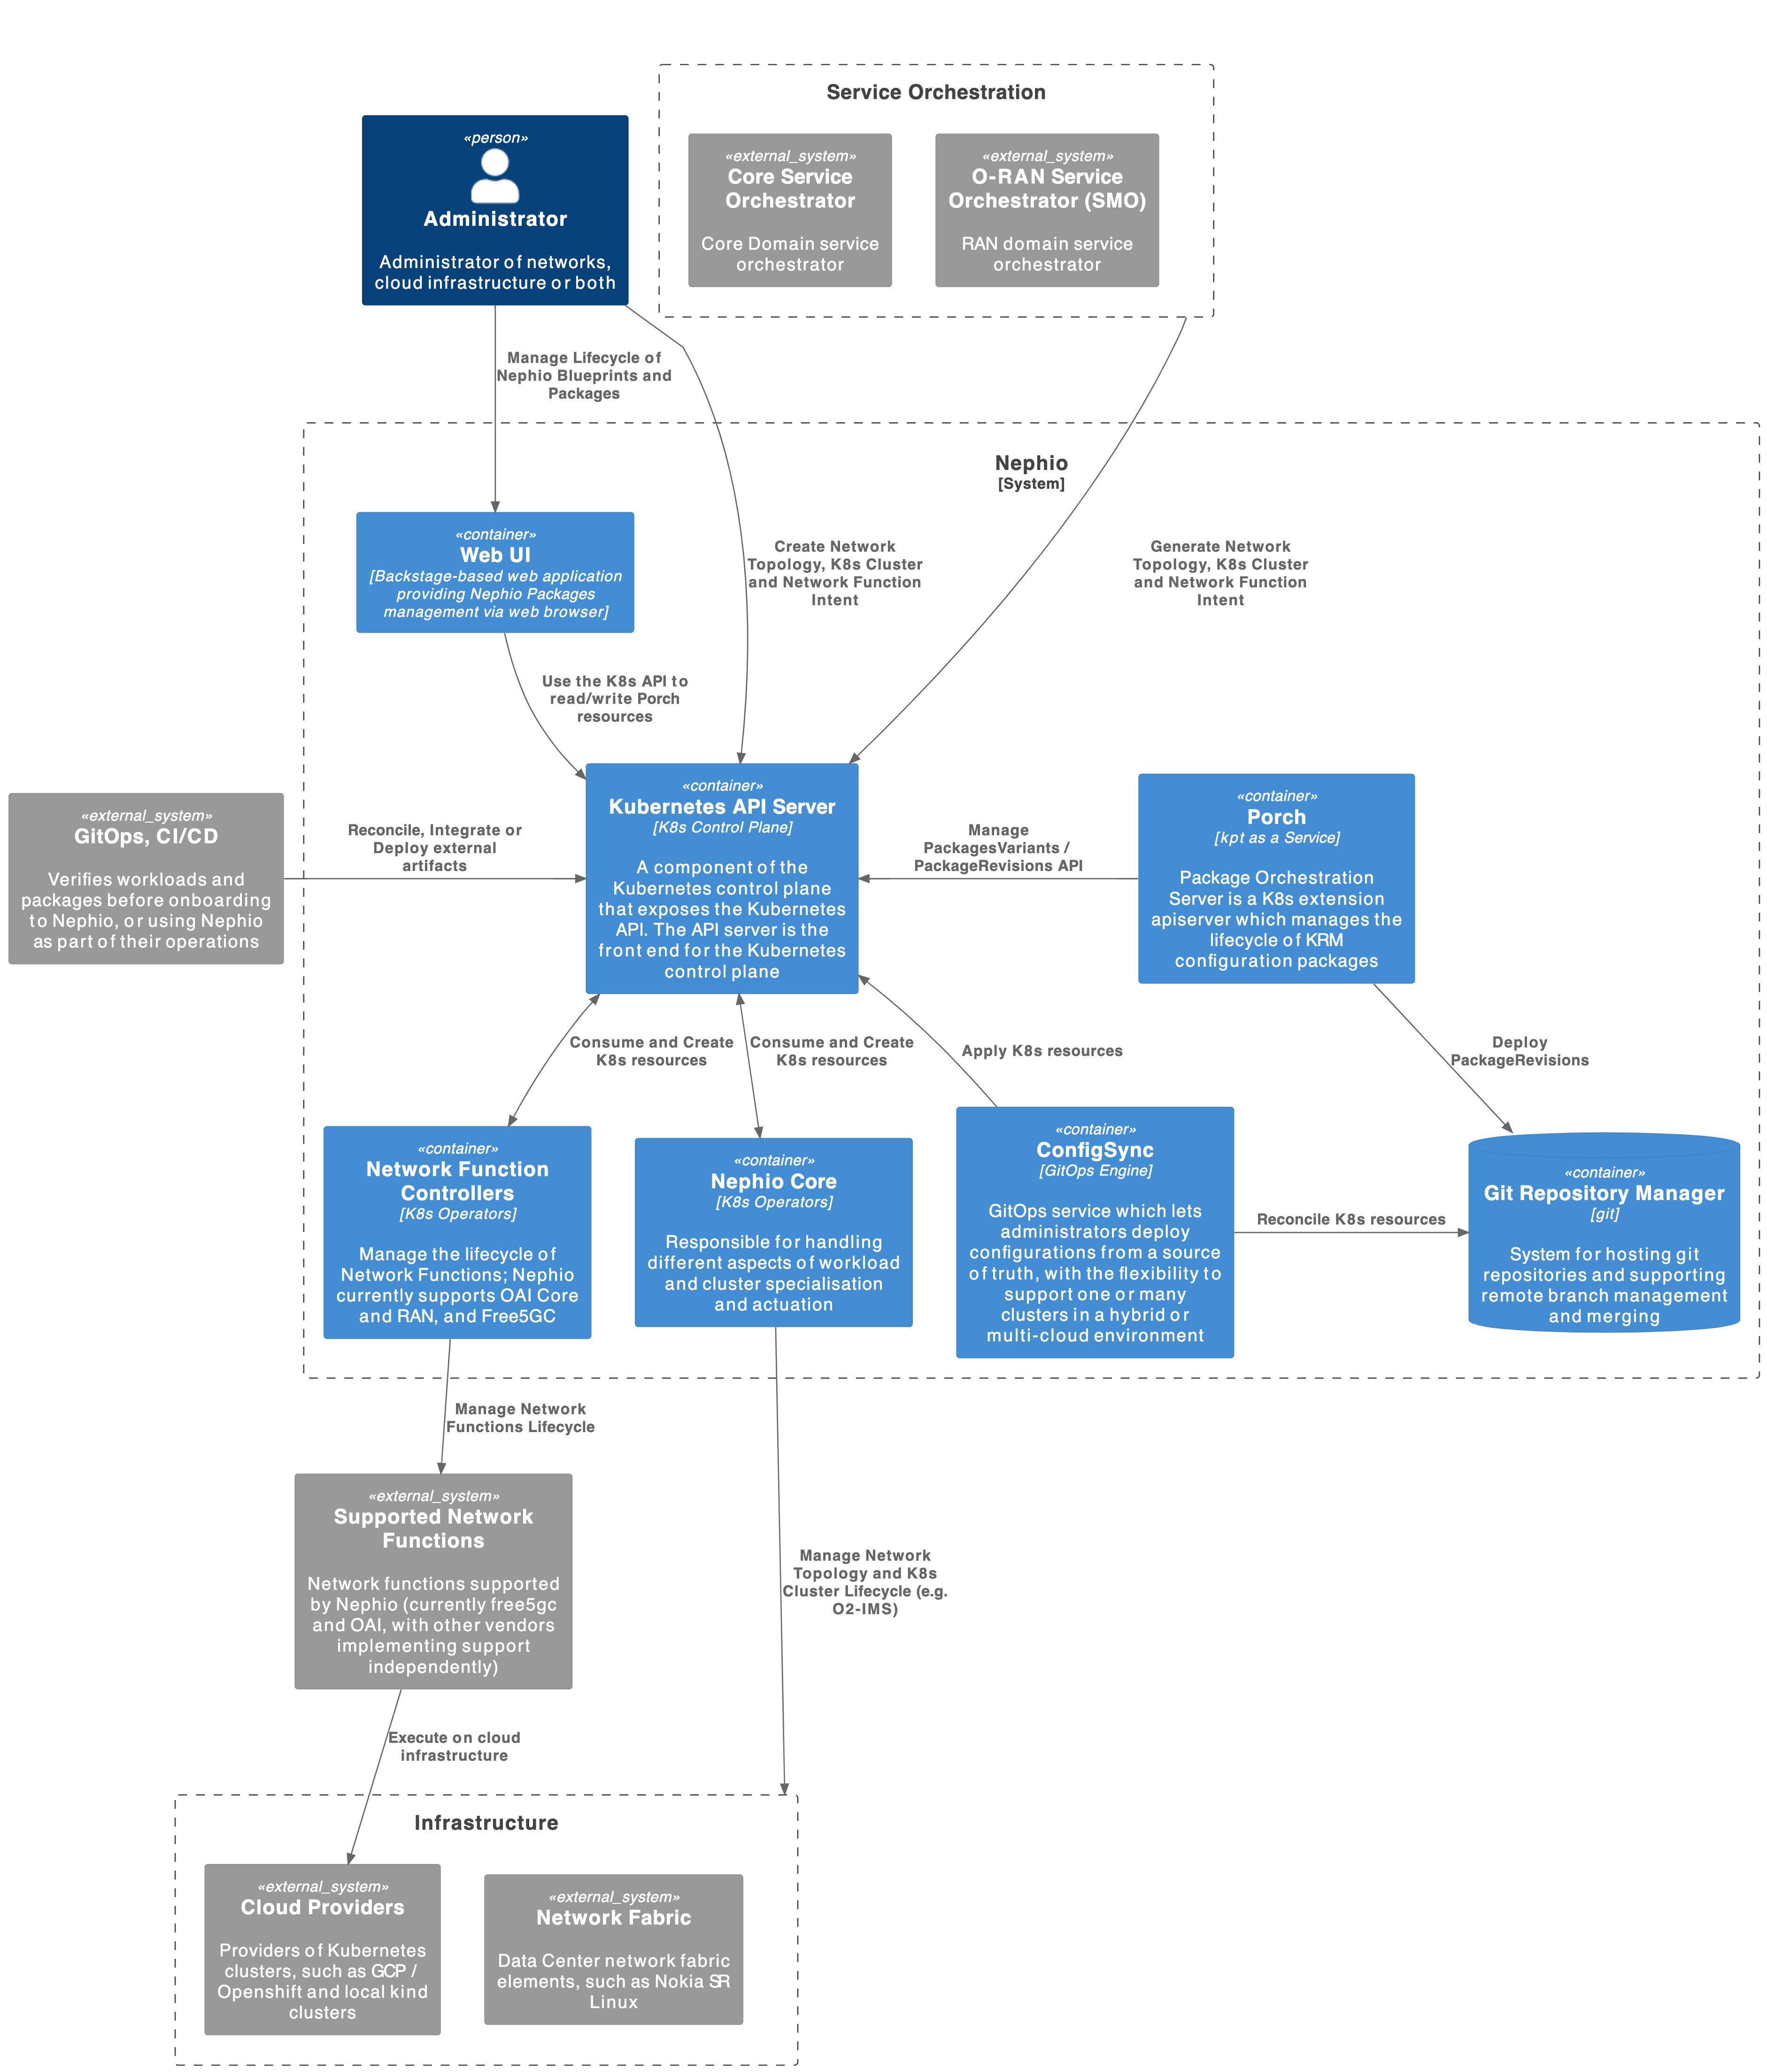 Service Orchestration
«person»
Administrator
Administrator of networks,
cloud infrastructure or both
«external_system»
Core Service
Orchestrator
Core Domain service
orchestrator
«external_system»
O-RAN Service
Orchestrator (SMO)
RAN domain service
orchestrator
Manage Lifecycle of
Nephio Blueprints and
Packages
Nephio
[System]
«container»
Web UI
[Backstage-based web application
providing Nephio Packages
management via web browser]
Create Network
Topology, K8s Cluster
and Network Function
Intent
Generate Network
Topology, K8s Cluster
and Network Function
Intent
Use the K8s API to
read/write Porch
resources
«external_system»
GitOps, CI/CD
Verifies workloads and
packages before onboarding
to Nephio, or using Nephio
as part of their operations
Reconcile, Integrate or
Deploy external
artifacts
«container»
Kubernetes API Server
[K8s Control Plane]
A component of the
Kubernetes control plane
that exposes the Kubernetes
API. The API server is the
front end for the Kubernetes
control plane
Manage
PackagesVariants /
PackageRevisions API
«container»
Porch
[kpt as a Service]
Package Orchestration
Server is a K8s extension
apiserver which manages the
lifecycle of KRM
configuration packages
Consume and Create
K8s resources
Consume and Create
K8s resources
Apply K8s resources
Deploy
PackageRevisions
«container»
Network Function
Controllers
[K8s Operators]
Manage the lifecycle of
Network Functions; Nephio
currently supports OAI Core
and RAN, and Free5GC
«container»
Nephio Core
[K8s Operators]
Responsible for handling
different aspects of workload
and cluster specialisation
and actuation
«container»
ConfigSync
[GitOps Engine]
GitOps service which lets
administrators deploy
configurations from a source
of truth, with the flexibility to
support one or many
clusters in a hybrid or
multi-cloud environment
Reconcile K8s resources
«container»
Git Repository Manager
[git]
System for hosting git
repositories and supporting
remote branch management
and merging
Manage Network
Functions Lifecycle
«external_system»
Supported Network
Functions
Network functions supported
by Nephio (currently free5gc
and OAI, with other vendors
implementing support
independently)
Manage Network
Topology and K8s
Cluster Lifecycle (e.g.
O2-IMS)
Execute on cloud
infrastructure
Infrastructure
«external_system»
Cloud Providers
Providers of Kubernetes
clusters, such as GCP /
Openshift and local kind
clusters
«external_system»
Network Fabric
Data Center network fabric
elements, such as Nokia SR
Linux